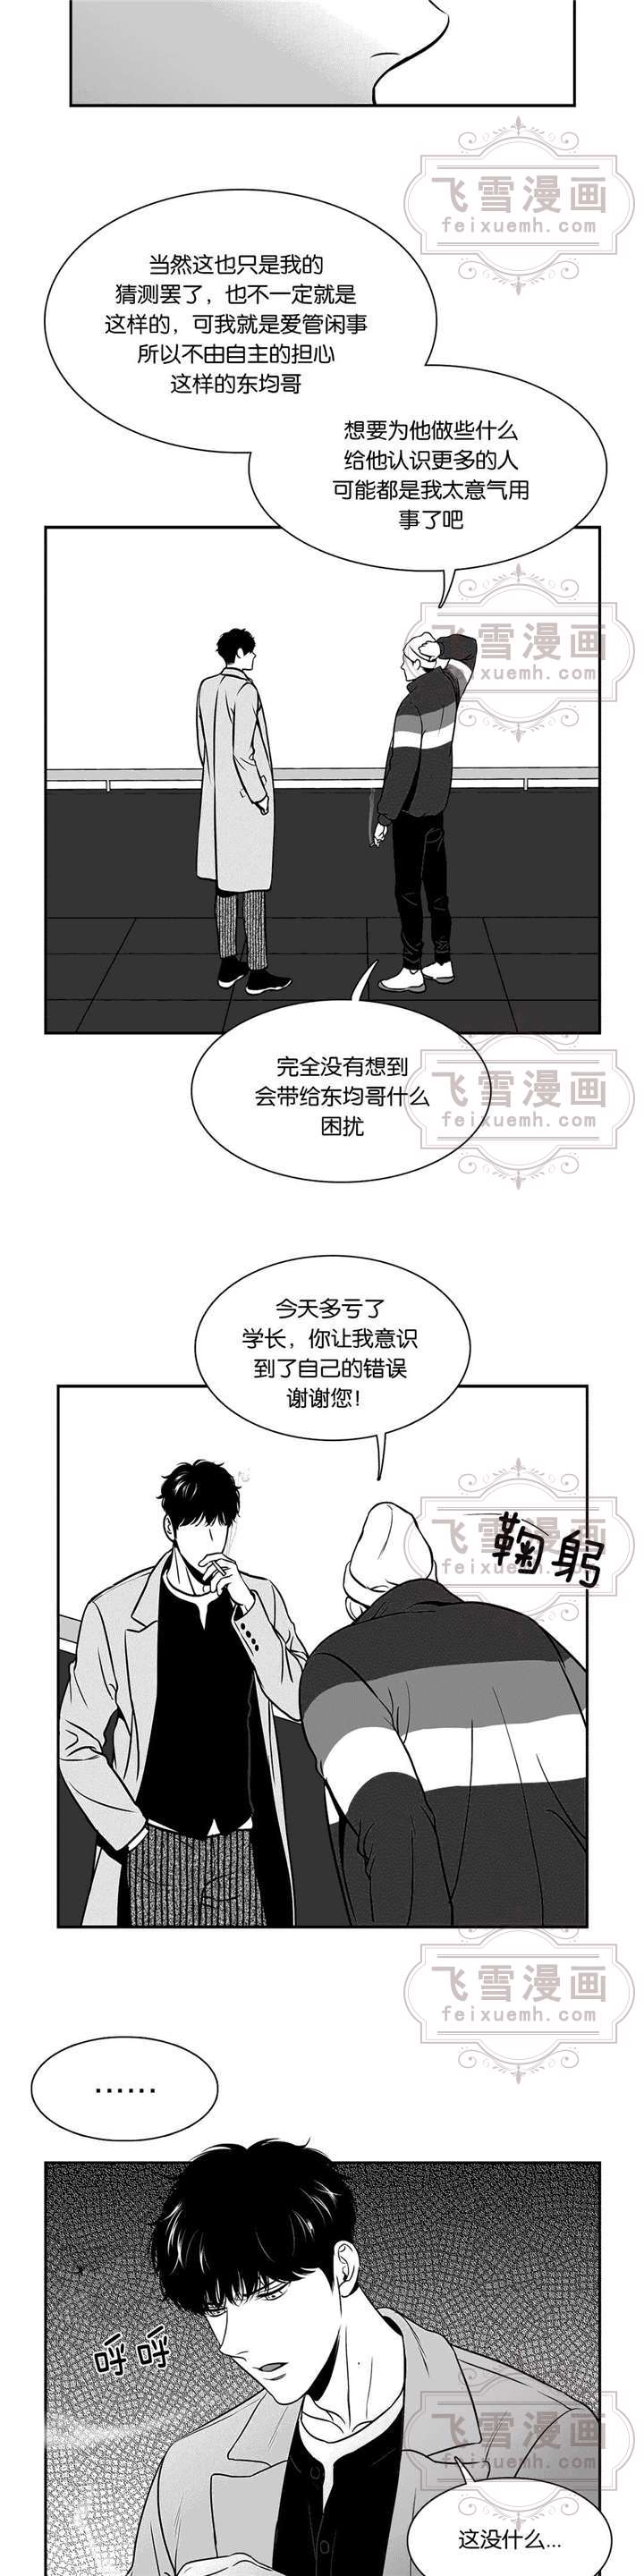 飞雪漫画
feixuemh.com
当然这也只是我的
猜测罢了，也不一定就是
这样的，可我就是爱管闲事
所以不由自主的担心
这样的东均哥
想要为他做些什么
给他认识更多的人
可能都是我太意气用
事了吧
飞雪漫画
feixuemh.com
完全没有想到
会带给东均哥什么
困扰
飞雪漫画
feixuemh.com
今天多亏了
学长，你让我意识
到了自己的错误
谢谢您！
飞雪漫画
feixuemh.com
鞠躬
飞雪漫画
feixuemh.com
······
呼呼
飞雪漫画
feixuemh.com
这没什么...